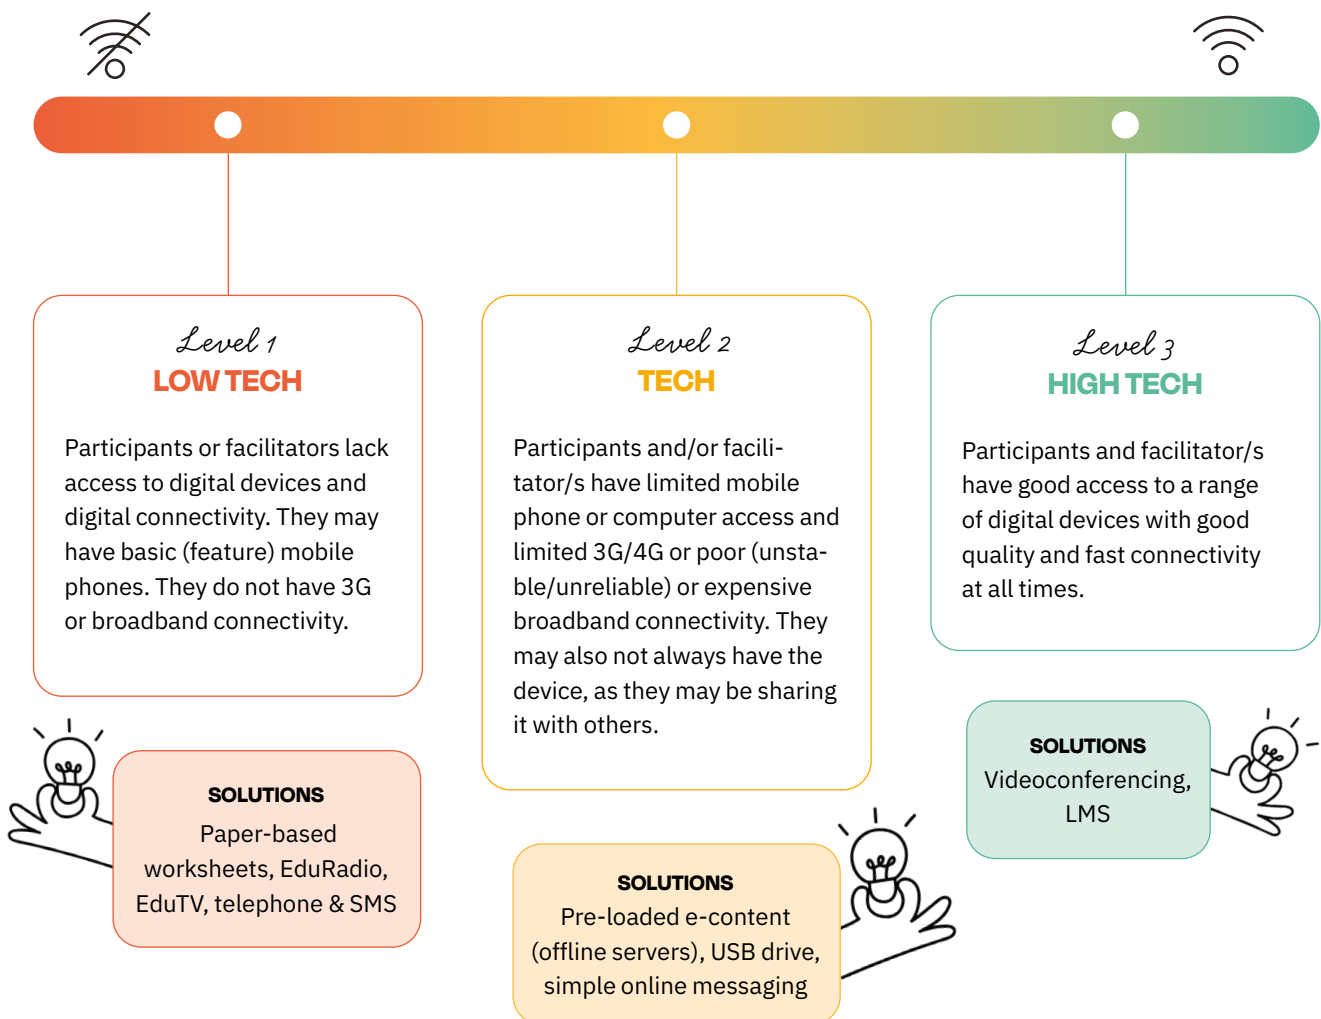 Level 1
LOW TECH
Participants or facilitators lack
access to digital devices and
digital connectivity. They may
have basic (feature) mobile
phones. They do not have 3G
or broadband connectivity.
SOLUTIONS
Paper-based
worksheets, EduRadio,
EduTV, telephone & SMS
Level 2
TECH
Participants and/or facili-
tator/s have limited mobile
phone or computer access and
limited 3G/4G or poor (unsta-
ble/unreliable) or expensive
broadband connectivity. They
may also not always have the
device, as they may be sharing
it with others.
SOLUTIONS
Pre-loaded e-content
(offline servers), USB drive,
simple online messaging
Level 3
HIGH TECH
Participants and facilitator/s
have good access to a range
of digital devices with good
quality and fast connectivity
at all times.
SOLUTIONS
Videoconferencing,
LMS